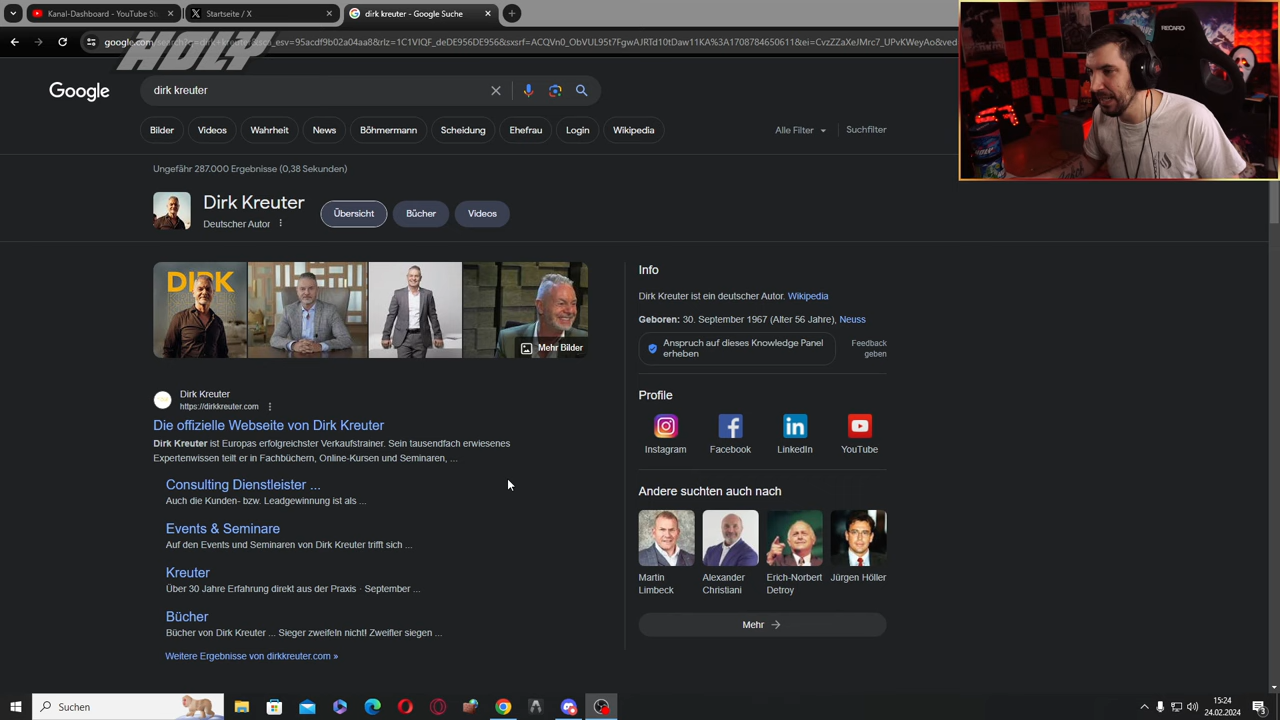 Kanal-Dashboard - YouTube St
Startseite / X
dirk kreuter - Google Suche
HDLY
Google
dirk kreuter
Bilder
Videos
Wahrheit
News
Böhmermann
Scheidung
Ehefrau
Login
Wikipedia
Alle Filter
Suchfilter
Ungefähr 287.000 Ergebnisse (0,38 Sekunden)
Dirk Kreuter
Deutscher Autor
Übersicht
Bücher
Videos
DIRK
KREUTER
Mehr Bilder
Dirk Kreuter
https://dirkkreuter.com
Die offizielle Webseite von Dirk Kreuter
Dirk Kreuter ist Europas erfolgreichster Verkaufstrainer. Sein tausendfach erwiesenes
Expertenwissen teilt er in Fachbüchern, Online-Kursen und Seminaren, ...
Consulting Dienstleister ...
Auch die Kunden- bzw. Leadgewinnung ist als ...
Events & Seminare
Auf den Events und Seminaren von Dirk Kreuter trifft sich ...
Kreuter
Über 30 Jahre Erfahrung direkt aus der Praxis · September ...
Bücher
Bücher von Dirk Kreuter ... Sieger zweifeln nicht! Zweifler siegen ...
Weitere Ergebnisse von dirkkreuter.com »
Info
Dirk Kreuter ist ein deutscher Autor. Wikipedia
Geboren: 30. September 1967 (Alter 56 Jahre), Neuss
Anspruch auf dieses Knowledge Panel
erheben
Feedback
geben
Profile
Instagram
Facebook
LinkedIn
YouTube
Andere suchten auch nach
Martin
Limbeck
Alexander
Christiani
Erich-Norbert
Detroy
Jürgen Höller
Mehr
RECARO
Suchen
15:24
24.02.2024
3